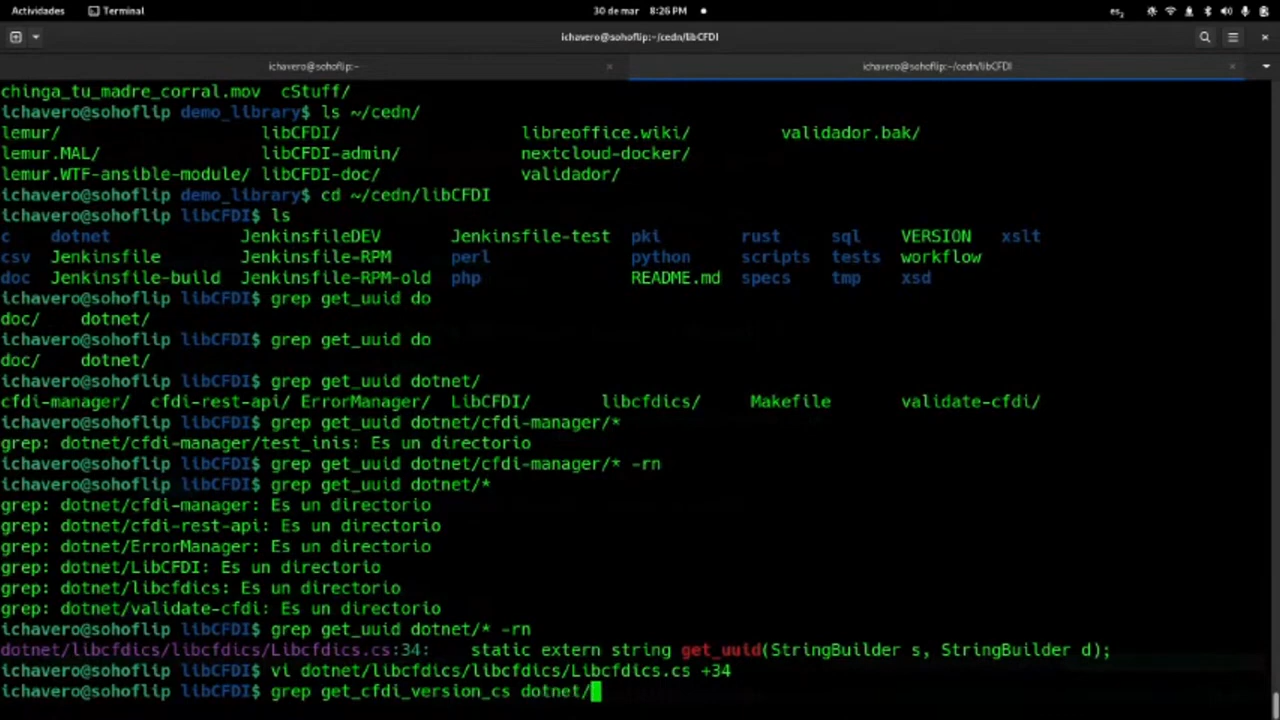 Actividades Terminal 30 de mar 8:26 PM es₂
ichavero@sohoflip:~/cedn/libCFDI
ichavero@sohoflip:~ ichavero@sohoflip:~/cedn/libCFDI
chinga_tu_madre_corral.mov cStuff/
ichavero@sohoflip demo_library$ ls ~/cedn/
lemur/ libCFDI/ libreoffice.wiki/ validador.bak/
lemur.MAL/ libCFDI-admin/ nextcloud-docker/
lemur.WTF-ansible-module/ libCFDI-doc/ validador/
ichavero@sohoflip demo_library$ cd ~/cedn/libCFDI
ichavero@sohoflip libCFDI$ ls
c dotnet JenkinsfileDEV Jenkinsfile-test pki rust sql VERSION xslt
csv Jenkinsfile Jenkinsfile-RPM perl python scripts tests workflow
doc Jenkinsfile-build Jenkinsfile-RPM-old php README.md specs tmp xsd
ichavero@sohoflip libCFDI$ grep get_uuid do
doc/ dotnet/
ichavero@sohoflip libCFDI$ grep get_uuid do
doc/ dotnet/
ichavero@sohoflip libCFDI$ grep get_uuid dotnet/
cfdi-manager/ cfdi-rest-api/ ErrorManager/ LibCFDI/ libcfdics/ Makefile validate-cfdi/
ichavero@sohoflip libCFDI$ grep get_uuid dotnet/cfdi-manager/*
grep: dotnet/cfdi-manager/test_inis: Es un directorio
ichavero@sohoflip libCFDI$ grep get_uuid dotnet/cfdi-manager/* -rn
ichavero@sohoflip libCFDI$ grep get_uuid dotnet/*
grep: dotnet/cfdi-manager: Es un directorio
grep: dotnet/cfdi-rest-api: Es un directorio
grep: dotnet/ErrorManager: Es un directorio
grep: dotnet/LibCFDI: Es un directorio
grep: dotnet/libcfdics: Es un directorio
grep: dotnet/validate-cfdi: Es un directorio
ichavero@sohoflip libCFDI$ grep get_uuid dotnet/* -rn
dotnet/libcfdics/libcfdics/Libcfdics.cs:34: static extern string get_uuid(StringBuilder s, StringBuilder d);
ichavero@sohoflip libCFDI$ vi dotnet/libcfdics/libcfdics/Libcfdics.cs +34
ichavero@sohoflip libCFDI$ grep get_cfdi_version_cs dotnet/